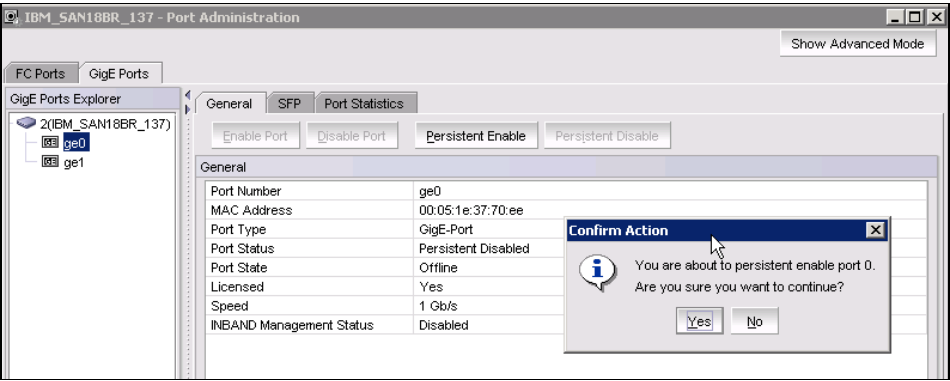 IBM_SAN18BR_137 - Port Administration
Show Advanced Mode
FC Ports GigE Ports
GigE Ports Explorer
2(IBM_SAN18BR_137)
GE ge0
GE ge1
General SFP Port Statistics
Enable Port Disable Port Persistent Enable Persistent Disable
General
Port Number ge0
MAC Address 00:05:1e:37:70:ee
Port Type GigE-Port
Port Status Persistent Disabled
Port State Offline
Licensed Yes
Speed 1 Gb/s
INBAND Management Status Disabled
Confirm Action
You are about to persistent enable port 0.
Are you sure you want to continue?
Yes No